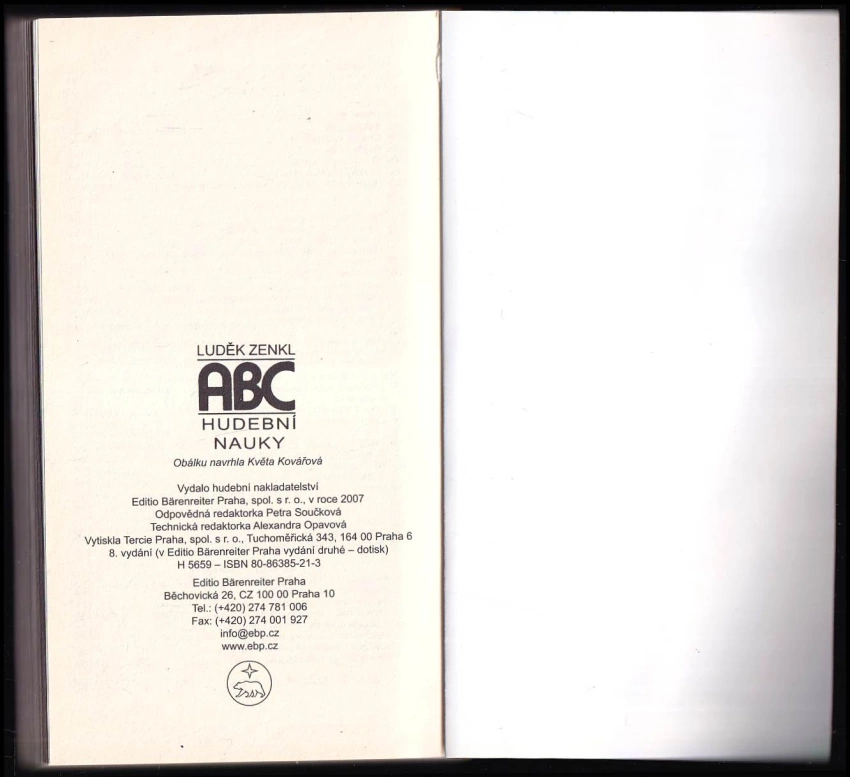 LUDĚK ZENKL
ABC
HUDEBNÍ
NAUKY
Obálku navrhla Květa Kovářová
Vydalo hudební nakladatelství
Editio Bärenreiter Praha, spol. s r. o., v roce 2007
Odpovědná redaktorka Petra Součková
Technická redaktorka Alexandra Opavová
Vytiskla Tercie Praha, spol. s r. o., Tuchoměřická 343, 164 00 Praha 6
8. vydání (v Editio Bärenreiter Praha vydání druhé – dotisk)
H 5659 – ISBN 80-86385-21-3
Editio Bärenreiter Praha
Běchovická 26, CZ 100 00 Praha 10
Tel.: (+420) 274 781 006
Fax: (+420) 274 001 927
info@ebp.cz
www.ebp.cz